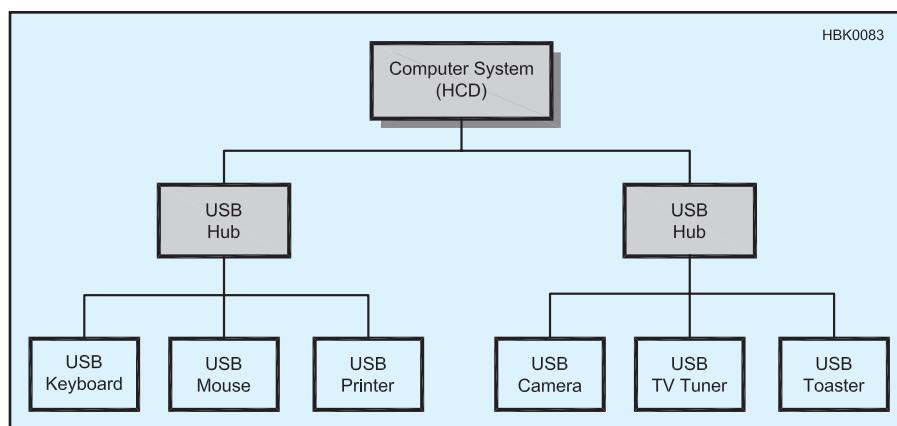 HBK0083
Computer System
(HCD)
USB
Hub
USB
Hub
USB
Keyboard
USB
Mouse
USB
Printer
USB
Camera
USB
TV Tuner
USB
Toaster